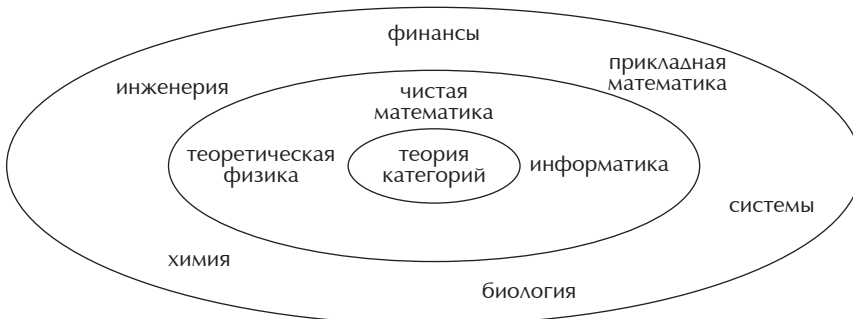 финансы
прикладная
математика
инженерия
чистая
математика
теоретическая
физика
теория
категорий
информатика
системы
химия
биология